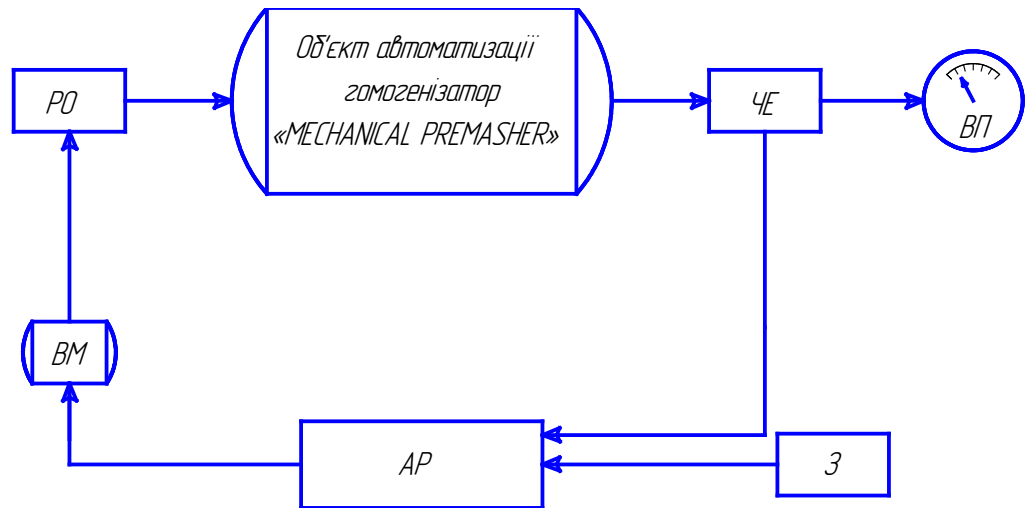 Об'єкт автоматизації
гомогенізатор
«MECHANICAL PREMASHER»
РО
ЧЕ
ВП
ВМ
АР
З